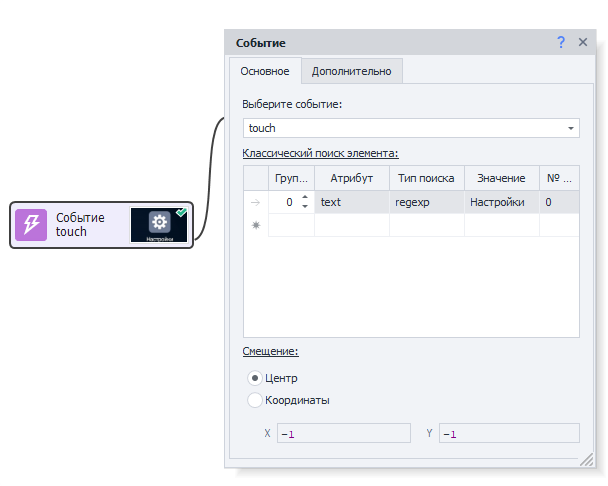 Событие
touch
Настройки
Событие
?
Основное
Дополнительно
Выберите событие:
touch
Классический поиск элемента:
Груп... Атрибут Тип поиска Значение № ...
0 text regexp Настройки 0
Смещение:
Центр
Координаты
X -1 Y -1